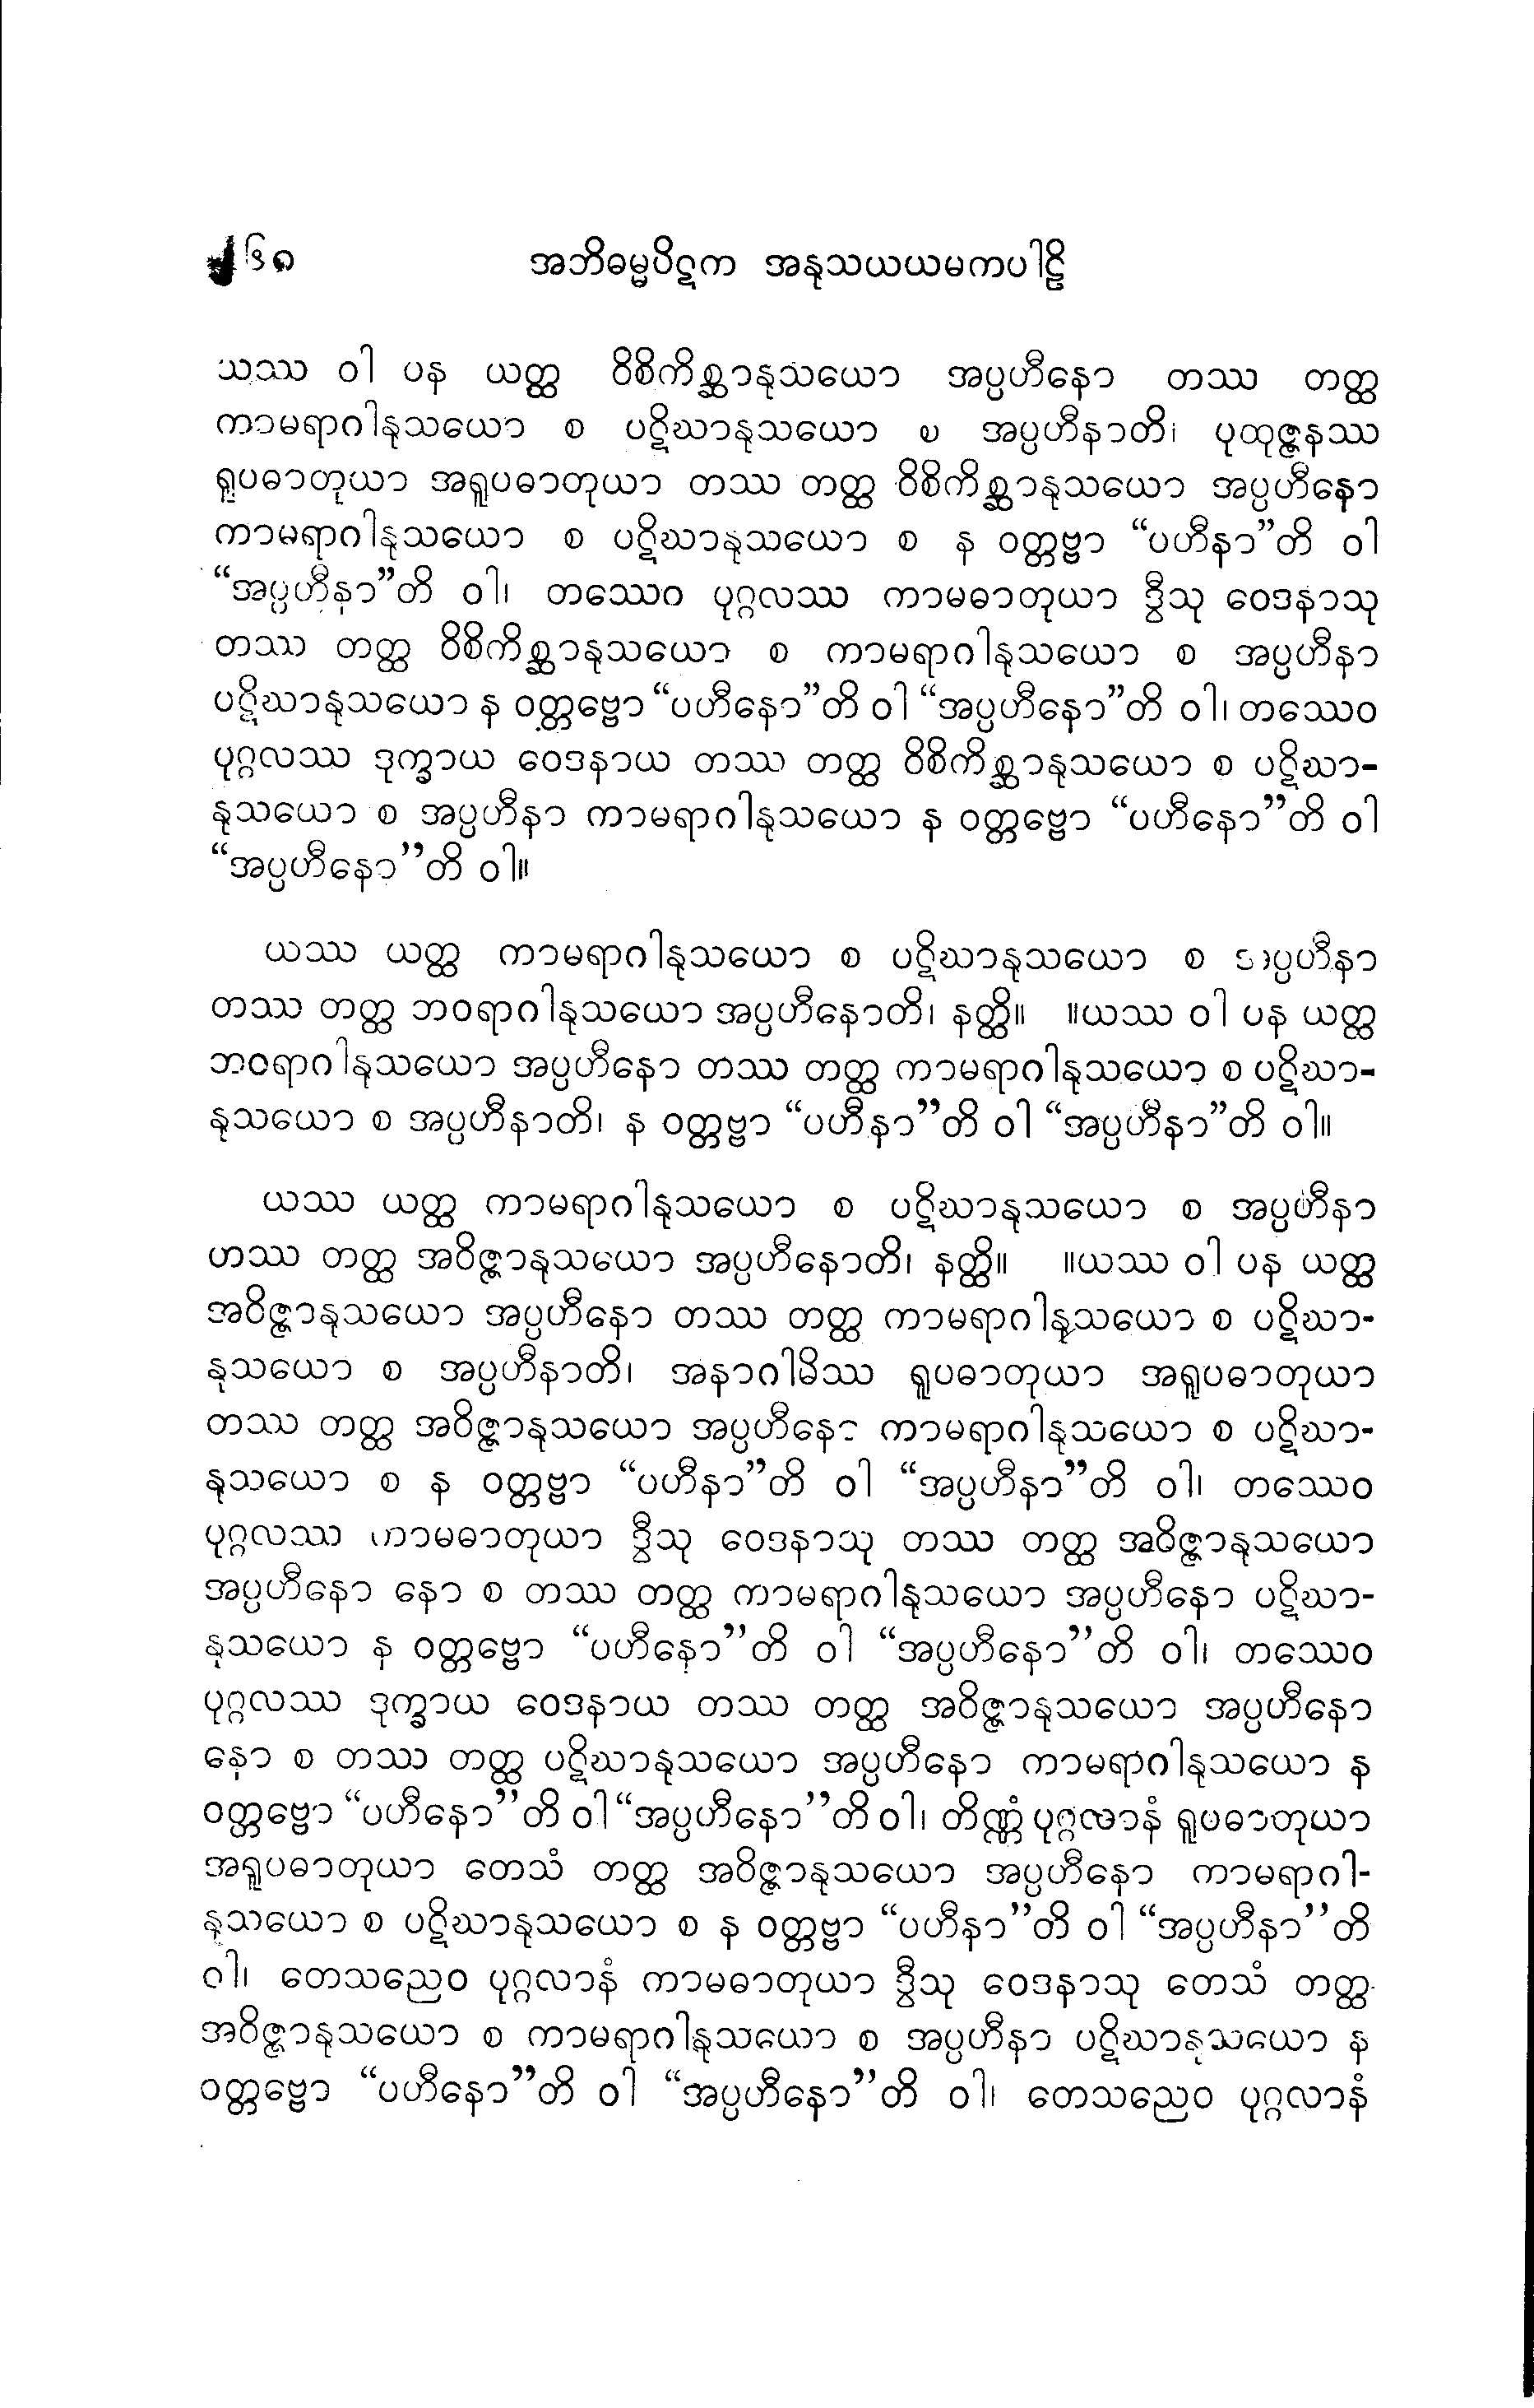 ၆၈ အဘိဓမ္မပိဋက အနုသယယမကပါဠိ
ယဿ ဝါ ပန ယတ္ထ ဝိစိကိစ္ဆာနုသယော အပ္ပဟီနော တဿ တတ္ထ
ကာမရာဂါနုသယော စ ပဋိဃာနုသယော စ အပ္ပဟီနာတိ၊ ပုထုဇ္ဇနဿ
ရူပဓာတုယာ အရူပဓာတုယာ တဿ တတ္ထ ဝိစိကိစ္ဆာနုသယော အပ္ပဟီနော
ကာမရာဂါနုသယော စ ပဋိဃာနုသယော စ န ဝတ္တဗ္ဗာ “ပဟီနာ”တိ ဝါ
“အပ္ပဟီနာ”တိ ဝါ၊ တဿေဝ ပုဂ္ဂလဿ ကာမဓာတုယာ ဒွီသု ဝေဒနာသု
တဿ တတ္ထ ဝိစိကိစ္ဆာနုသယော စ ကာမရာဂါနုသယော စ အပ္ပဟီနာ
ပဋိဃာနုသယော န ဝတ္တဗ္ဗော “ပဟီနော”တိ ဝါ “အပ္ပဟီနော”တိ ဝါ၊ တဿေဝ
ပုဂ္ဂလဿ ဒုက္ခာယ ဝေဒနာယ တဿ တတ္ထ ဝိစိကိစ္ဆာနုသယော စ ပဋိဃာ-
နုသယော စ အပ္ပဟီနာ ကာမရာဂါနုသယော န ဝတ္တဗ္ဗော “ပဟီနော”တိ ဝါ
“အပ္ပဟီနော”တိ ဝါ။
ယဿ ယတ္ထ ကာမရာဂါနုသယော စ ပဋိဃာနုသယော စ အပ္ပဟီနာ
တဿ တတ္ထ ဘဝရာဂါနုသယော အပ္ပဟီနောတိ၊ နတ္ထိ။ ။ယဿ ဝါ ပန ယတ္ထ
ဘဝရာဂါနုသယော အပ္ပဟီနော တဿ တတ္ထ ကာမရာဂါနုသယော စ ပဋိဃာ-
နုသယော စ အပ္ပဟီနာတိ၊ န ဝတ္တဗ္ဗာ “ပဟီနာ”တိ ဝါ “အပ္ပဟီနာ”တိ ဝါ။
ယဿ ယတ္ထ ကာမရာဂါနုသယော စ ပဋိဃာနုသယော စ အပ္ပဟီနာ
တဿ တတ္ထ အဝိဇ္ဇာနုသယော အပ္ပဟီနောတိ၊ နတ္ထိ။ ။ယဿ ဝါ ပန ယတ္ထ
အဝိဇ္ဇာနုသယော အပ္ပဟီနော တဿ တတ္ထ ကာမရာဂါနုသယော စ ပဋိဃာ-
နုသယော စ အပ္ပဟီနာတိ၊ အနာဂါမိဿ ရူပဓာတုယာ အရူပဓာတုယာ
တဿ တတ္ထ အဝိဇ္ဇာနုသယော အပ္ပဟီနော ကာမရာဂါနုသယော စ ပဋိဃာ-
နုသယော စ န ဝတ္တဗ္ဗာ “ပဟီနာ”တိ ဝါ “အပ္ပဟီနာ”တိ ဝါ၊ တဿေဝ
ပုဂ္ဂလဿ ကာမဓာတုယာ ဒွီသု ဝေဒနာသု တဿ တတ္ထ အဝိဇ္ဇာနုသယော
အပ္ပဟီနော နော စ တဿ တတ္ထ ကာမရာဂါနုသယော အပ္ပဟီနော ပဋိဃာ-
နုသယော န ဝတ္တဗ္ဗော “ပဟီနော”တိ ဝါ “အပ္ပဟီနော”တိ ဝါ၊ တဿေဝ
ပုဂ္ဂလဿ ဒုက္ခာယ ဝေဒနာယ တဿ တတ္ထ အဝိဇ္ဇာနုသယော အပ္ပဟီနော
နော စ တဿ တတ္ထ ပဋိဃာနုသယော အပ္ပဟီနော ကာမရာဂါနုသယော န
ဝတ္တဗ္ဗော “ပဟီနော”တိ ဝါ “အပ္ပဟီနော”တိ ဝါ၊ တိဏ္ဏံ ပုဂ္ဂလာနံ ရူပဓာတုယာ
အရူပဓာတုယာ တေသံ တတ္ထ အဝိဇ္ဇာနုသယော အပ္ပဟီနော ကာမရာဂါ-
နုသယော စ ပဋိဃာနုသယော စ န ဝတ္တဗ္ဗာ “ပဟီနာ”တိ ဝါ “အပ္ပဟီနာ”တိ
ဝါ၊ တေသညေဝ ပုဂ္ဂလာနံ ကာမဓာတုယာ ဒွီသု ဝေဒနာသု တေသံ တတ္ထ
အဝိဇ္ဇာနုသယော စ ကာမရာဂါနုသယော စ အပ္ပဟီနာ ပဋိဃာနုသယော န
ဝတ္တဗ္ဗော “ပဟီနော”တိ ဝါ “အပ္ပဟီနော”တိ ဝါ၊ တေသညေဝ ပုဂ္ဂလာနံ